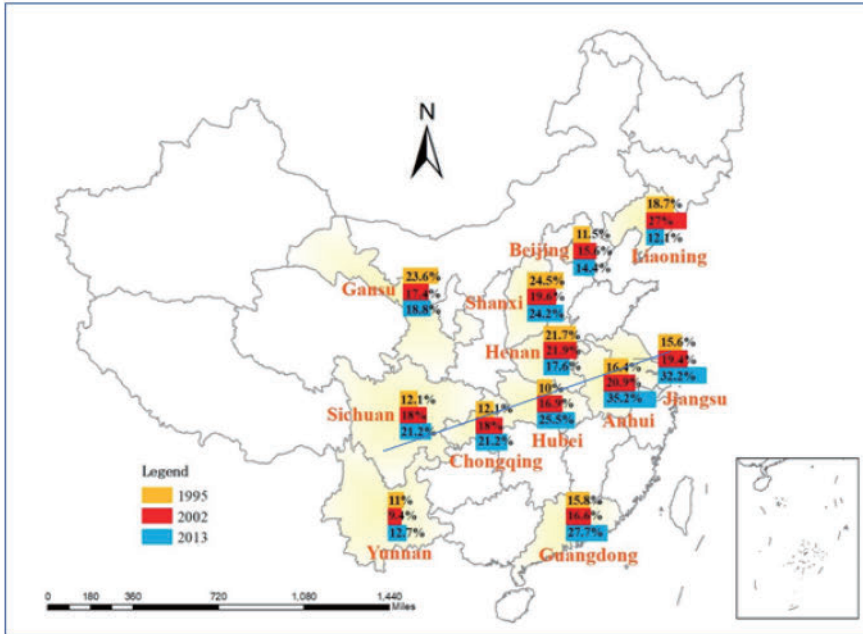 N
18.7%
27%
12.1%
Liaoning
11.5%
Beijing
15.6%
14.4%
23.6%
Gansu
17.4%
18.8%
24.5%
Shanxi
19.6%
24.2%
21.7%
Henan
21.9%
17.6%
15.6%
19.4%
32.2%
Jiangsu
16.4%
20.9%
35.2%
Anhui
10%
16.9%
25.5%
Hubei
12.1%
Sichuan
18%
21.2%
12.1%
18%
21.2%
Chongqing
11%
9.4%
12.7%
Yunnan
15.8%
16.6%
27.7%
Guangdong
Legend
1995
2002
2013
0 180 360 720 1,080 1,440
Miles